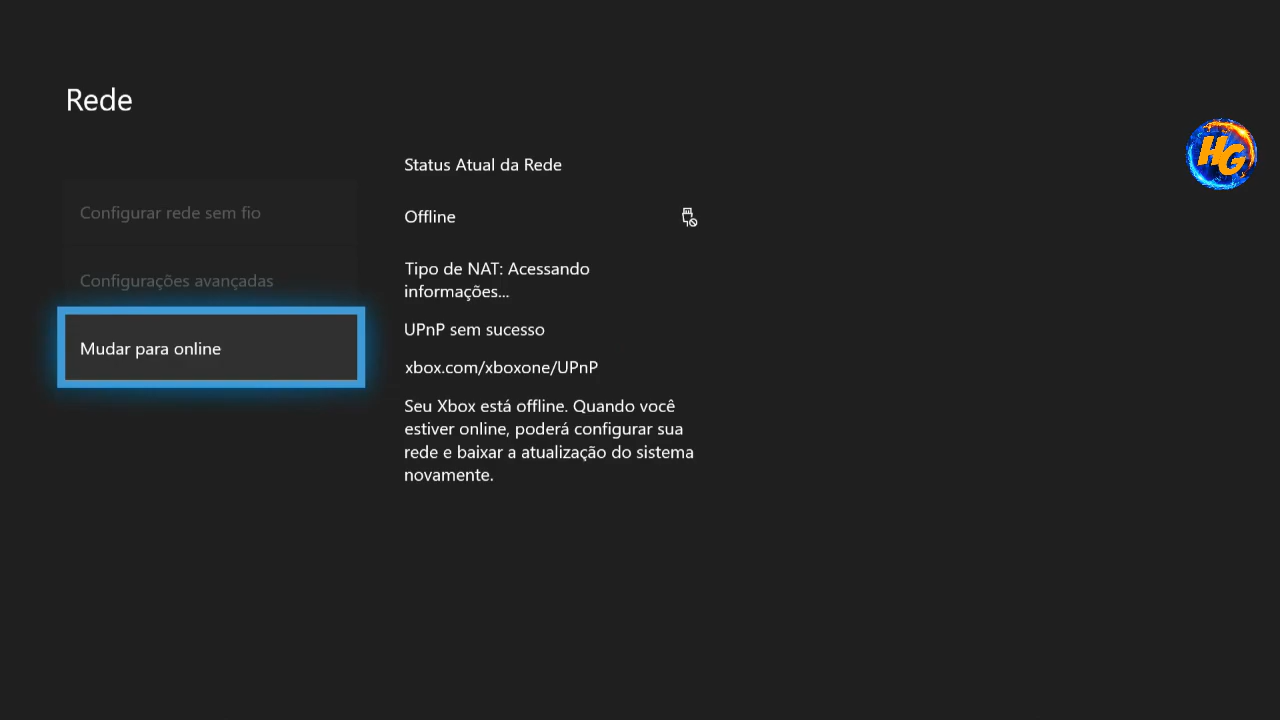 Rede
HG
Configurar rede sem fio
Configurações avançadas
Mudar para online
Status Atual da Rede
Offline
Tipo de NAT: Acessando
informações...
UPnP sem sucesso
xbox.com/xboxone/UPnP
Seu Xbox está offline. Quando você
estiver online, poderá configurar sua
rede e baixar a atualização do sistema
novamente.